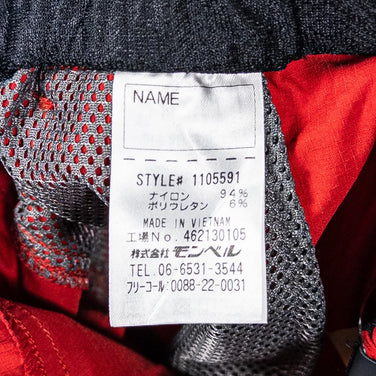 NAME
STYLE# 1105591
ナイロン 94%
ポリウレタン 6%
MADE IN VIETNAM
工場No. 462130105
株式会社モンベル
TEL. 06-6531-3544
フリーコール:0088-22-0031